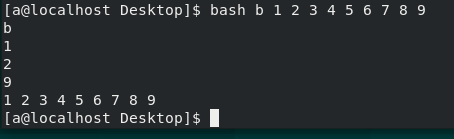 [a@localhost Desktop]$ bash b 1 2 3 4 5 6 7 8 9
b
1
2
9
1 2 3 4 5 6 7 8 9
[a@localhost Desktop]$